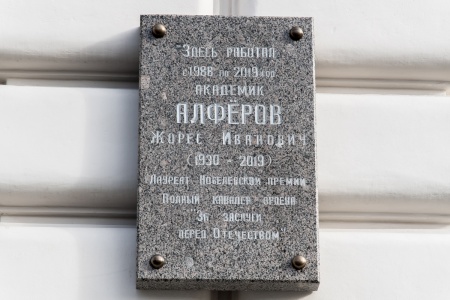 Здесь работал
с 1988 по 2019 год
академик
АЛФЁРОВ
Жорес Иванович
(1930 - 2019)
Лауреат Нобелевской премии
Полный кавалер ордена
За заслуги
перед Отечеством